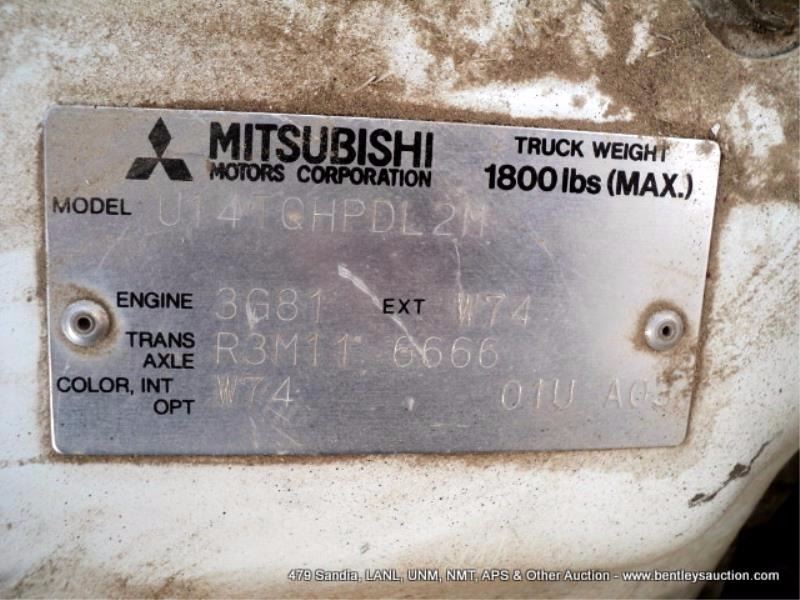 MITSUBISHI
MOTORS CORPORATION
TRUCK WEIGHT
1800 lbs (MAX.)
MODEL U14TQHPDL2M
ENGINE 3G81 EXT W74
TRANS AXLE R3M11 6666
COLOR, INT OPT W74 01U A03
479 Sandia, LANL, UNM, NMT, APS & Other Auction - www.bentleysauction.com